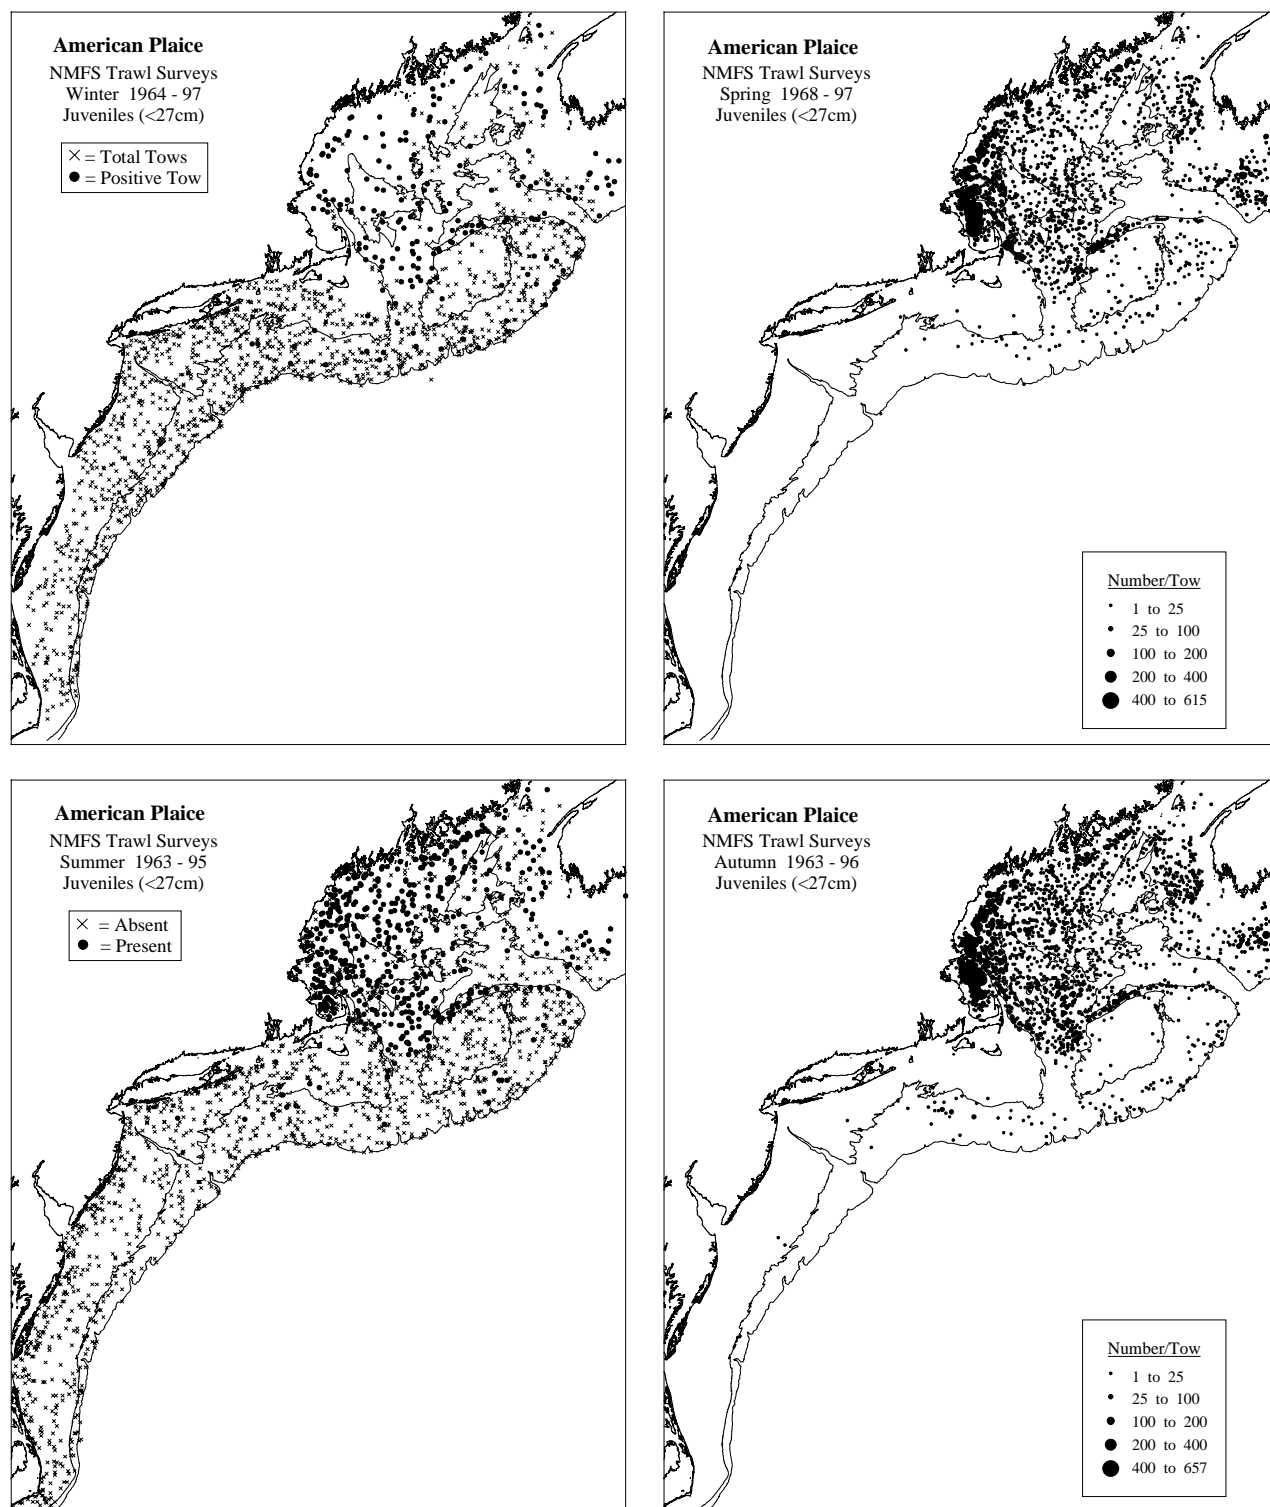 American Plaice
NMFS Trawl Surveys
Winter 1964 - 97
Juveniles (<27cm)
× = Total Tows
● = Positive Tow
American Plaice
NMFS Trawl Surveys
Spring 1968 - 97
Juveniles (<27cm)
Number/Tow
1 to 25
25 to 100
100 to 200
200 to 400
400 to 615
American Plaice
NMFS Trawl Surveys
Summer 1963 - 95
Juveniles (<27cm)
× = Absent
● = Present
American Plaice
NMFS Trawl Surveys
Autumn 1963 - 96
Juveniles (<27cm)
Number/Tow
1 to 25
25 to 100
100 to 200
200 to 400
400 to 657